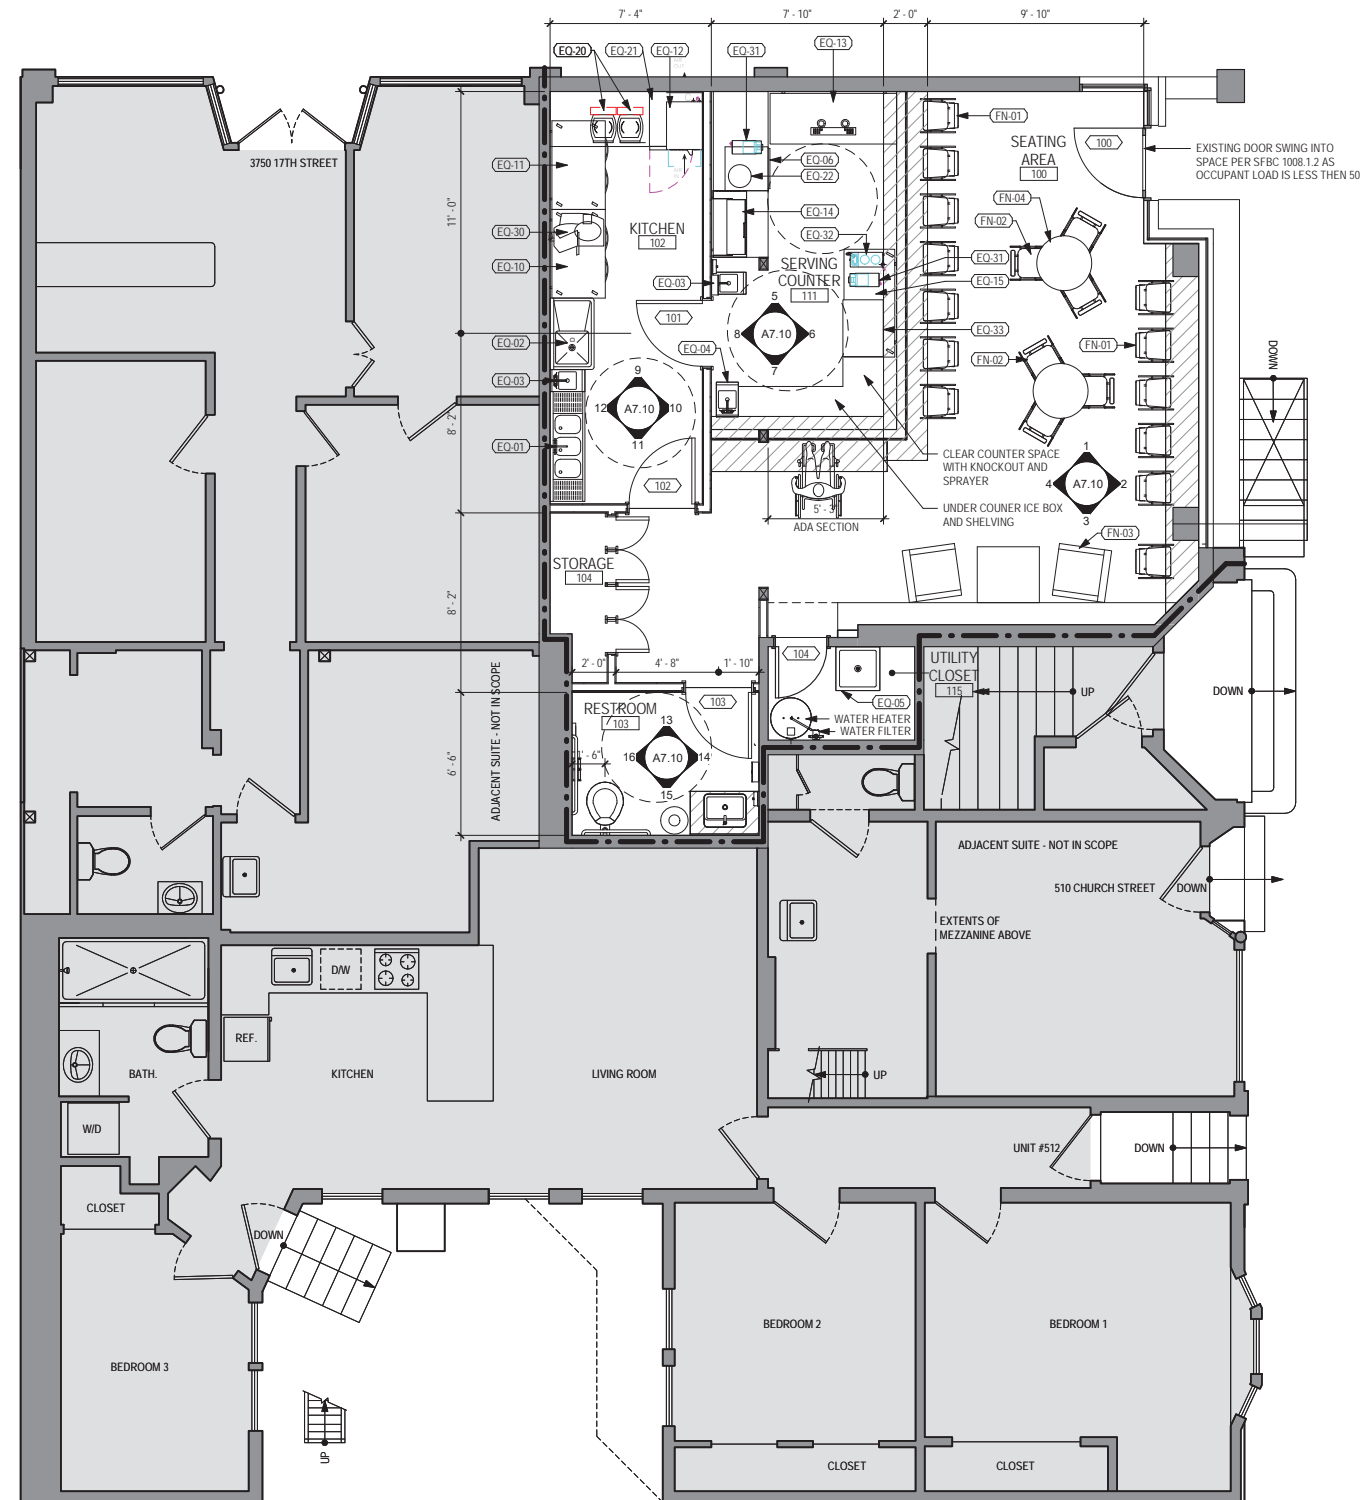 7' - 4"
7' - 10"
2' - 0"
9' - 10"
EQ-20
EQ-21
EQ-12
EQ-31
EQ-13
FN-01
SEATING
AREA
100
100
EXISTING DOOR SWING INTO
SPACE PER SFBC 1008.1.2 AS
OCCUPANT LOAD IS LESS THEN 50
3750 17TH STREET
EQ-11
EQ-06
EQ-22
11' - 0"
EQ-14
FN-04
FN-02
EQ-30
KITCHEN
102
EQ-32
EQ-10
SERVING
COUNTER
111
EQ-31
EQ-03
EQ-15
101
5
8
A7.10
6
7
EQ-33
EQ-02
EQ-04
FN-02
FN-01
DOWN
EQ-03
9
12
A7.10
10
11
8' - 2"
EQ-01
1
4
A7.10
2
3
CLEAR COUNTER SPACE
WITH KNOCKOUT AND
SPRAYER
102
5' - 3"
ADA SECTION
UNDER COUNER ICE BOX
AND SHELVING
FN-03
STORAGE
104
8' - 2"
2' - 0"
4' - 8"
1' - 10"
104
UTILITY
CLOSET
115
UP
DOWN
ADJACENT SUITE - NOT IN SCOPE
RESTROOM
103
103
EQ-05
WATER HEATER
WATER FILTER
13
16
A7.10
14
15
1' - 6"
6' - 6"
ADJACENT SUITE - NOT IN SCOPE
510 CHURCH STREET
DOWN
EXTENTS OF
MEZZANINE ABOVE
D/W
REF.
BATH.
KITCHEN
LIVING ROOM
UP
W/D
UNIT #512
DOWN
CLOSET
DOWN
BEDROOM 2
BEDROOM 1
BEDROOM 3
UP
CLOSET
CLOSET